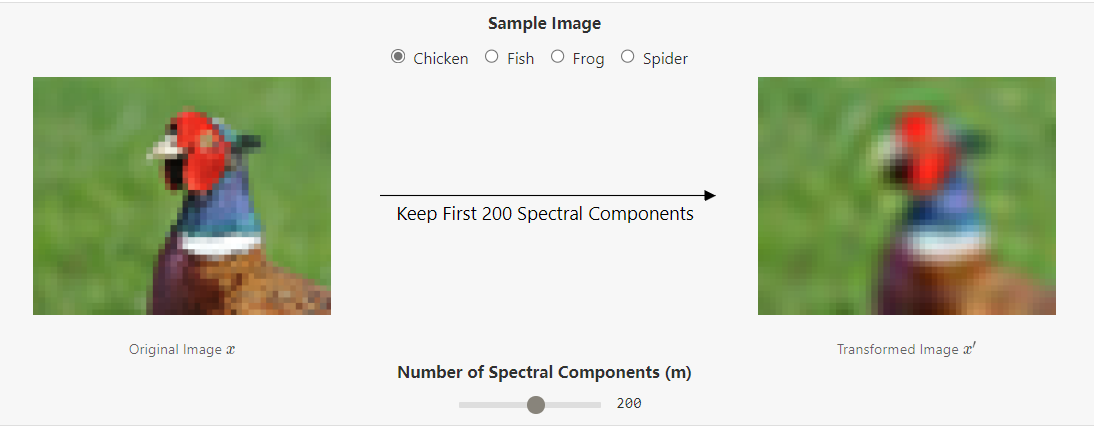 Sample Image
Chicken Fish Frog Spider
Keep First 200 Spectral Components
Original Image x
Transformed Image x′
Number of Spectral Components (m)
200